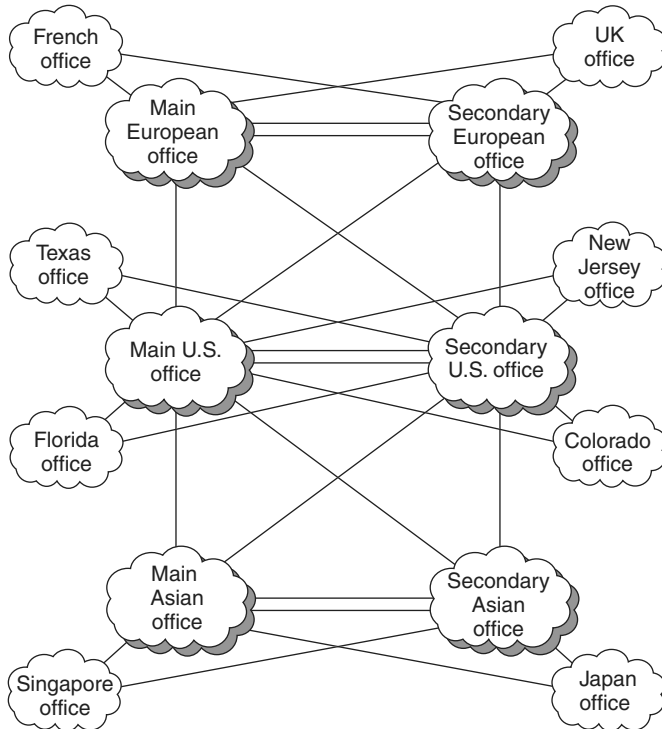 French
office
UK
office
Main
European
office
Secondary
European
office
Texas
office
New
Jersey
office
Main U.S.
office
Secondary
U.S. office
Florida
office
Colorado
office
Main
Asian
office
Secondary
Asian
office
Singapore
office
Japan
office